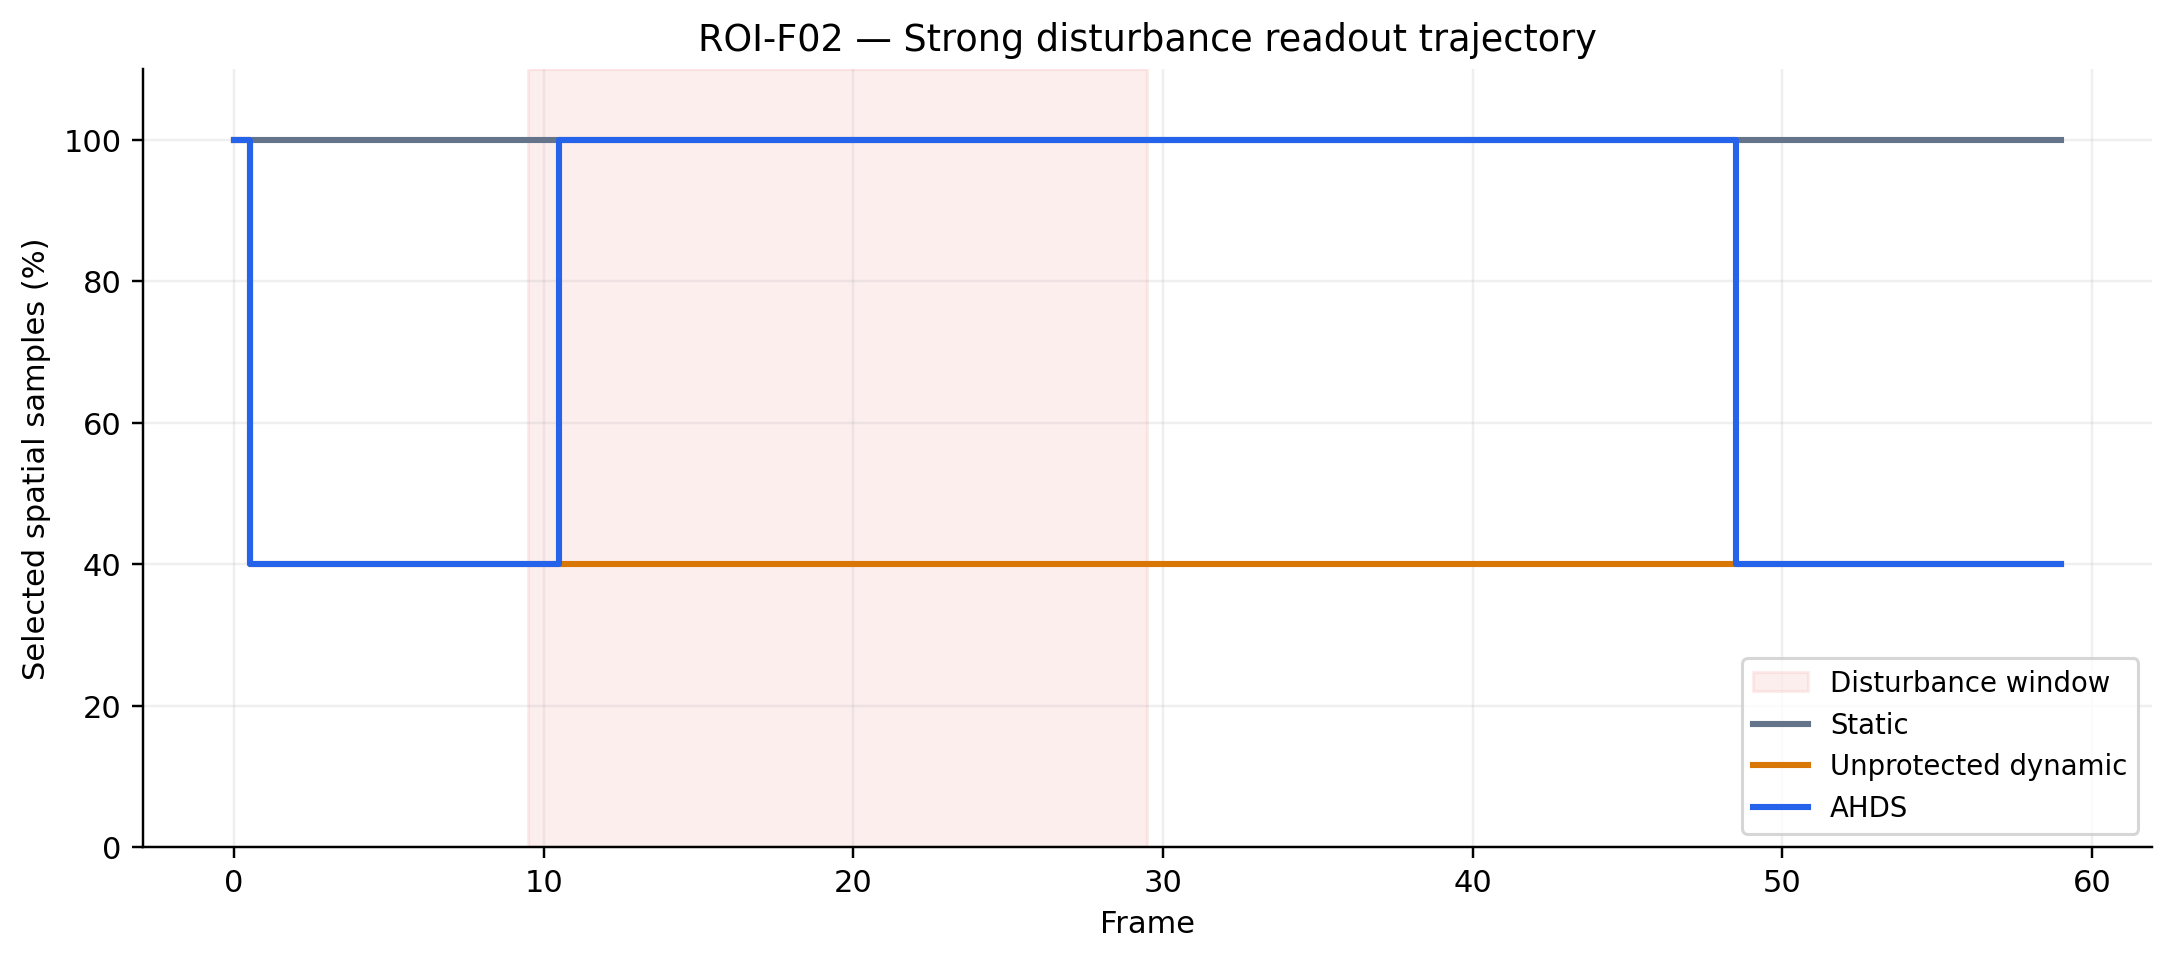 ROI-F02 — Strong disturbance readout trajectory
Selected spatial samples (%)
100
80
60
40
20
0
0 10 20 30 40 50 60
Frame
Disturbance window
Static
Unprotected dynamic
AHDS